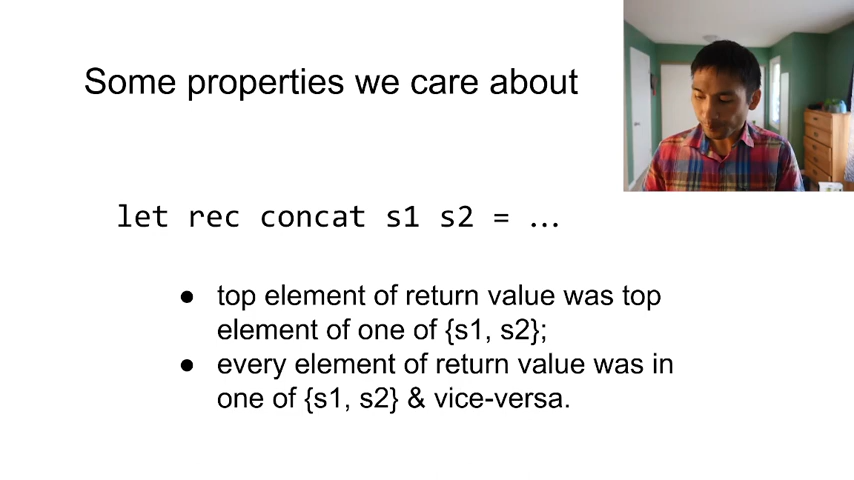 Some properties we care about
let rec concat s1 s2 = ...
● top element of return value was top
element of one of {s1, s2};
● every element of return value was in
one of {s1, s2} & vice-versa.